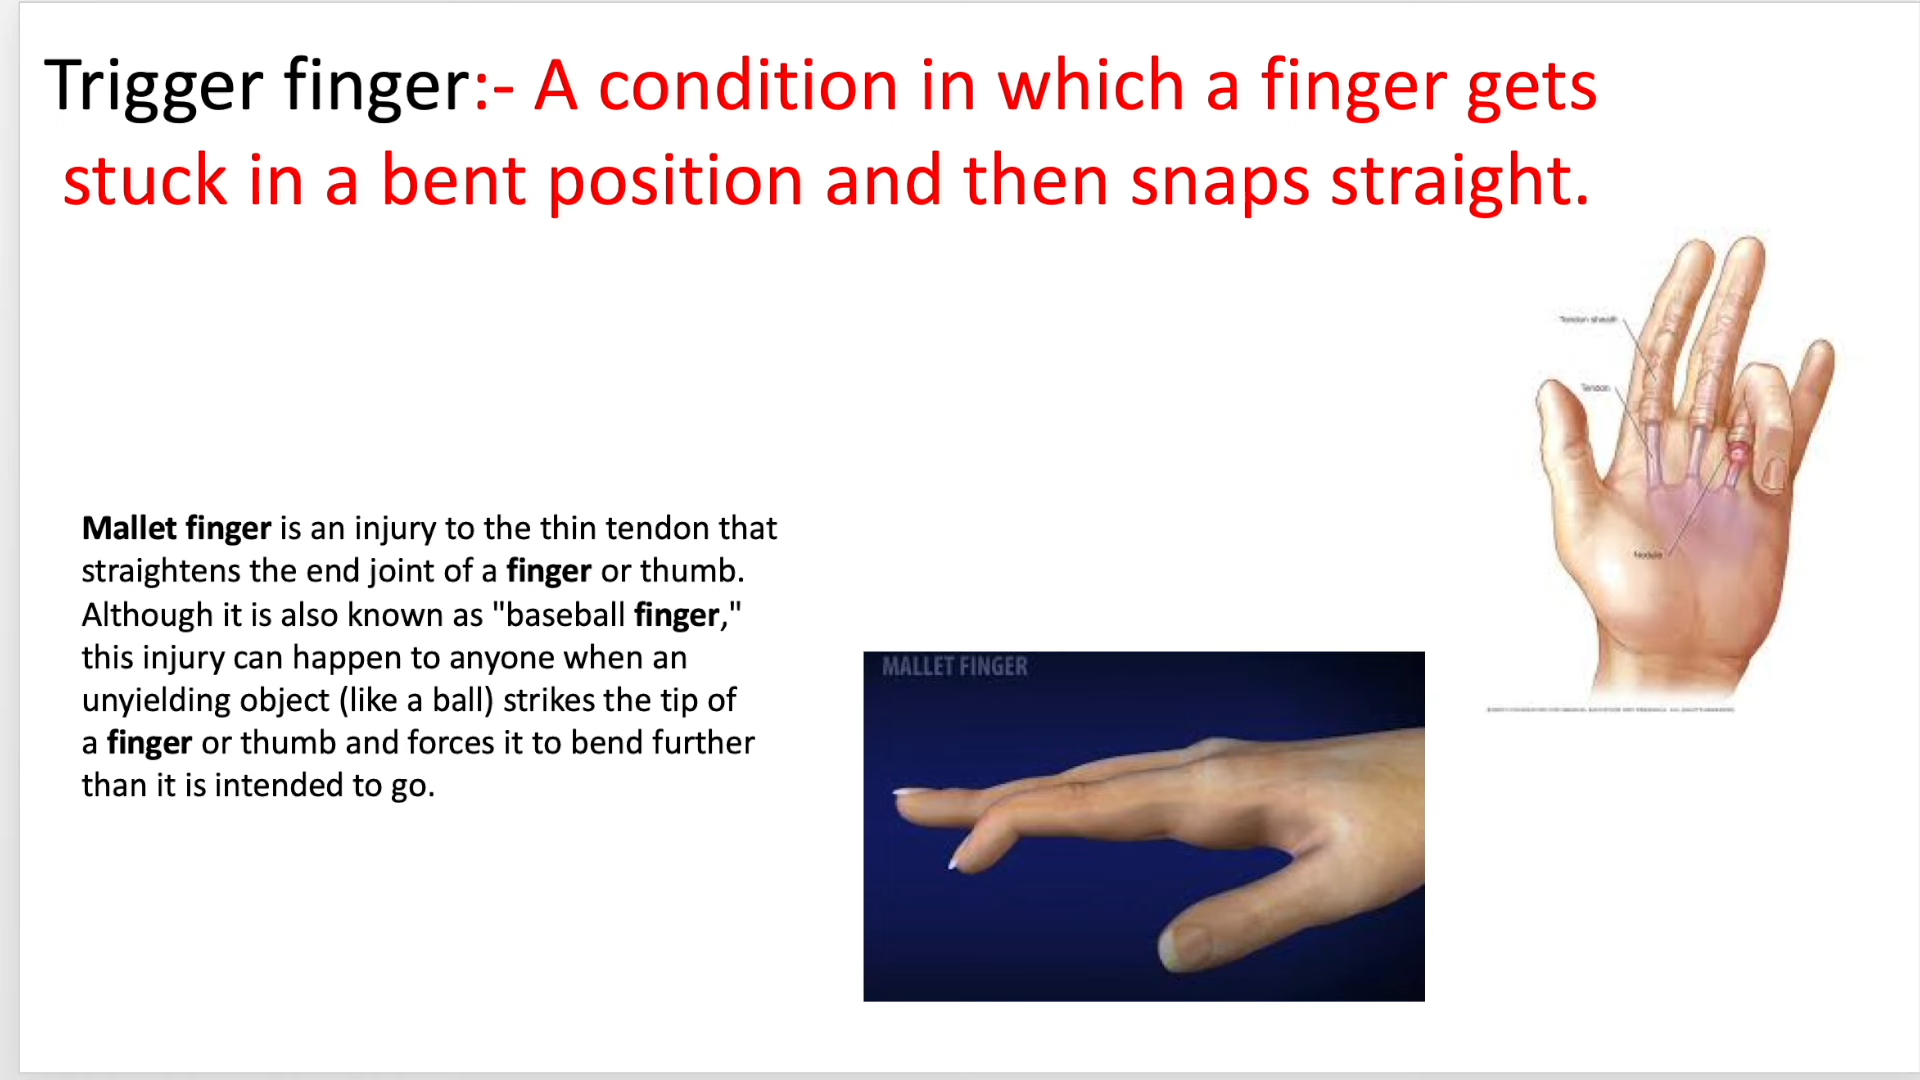 Trigger finger:- A condition in which a finger gets
stuck in a bent position and then snaps straight.
Tendon sheath
Tendon
Nodule
Mallet finger is an injury to the thin tendon that
straightens the end joint of a finger or thumb.
Although it is also known as "baseball finger,"
this injury can happen to anyone when an
unyielding object (like a ball) strikes the tip of
a finger or thumb and forces it to bend further
than it is intended to go.
MALLET FINGER